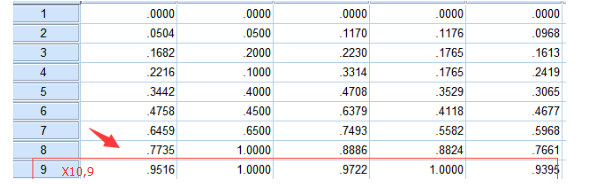 1 .0000 .0000 .0000 .0000 .0000
2 .0504 .0500 .1170 .1176 .0968
3 .1682 .2000 .2230 .1765 .1613
4 .2216 .1000 .3314 .1765 .2419
5 .3442 .4000 .4708 .3529 .3065
6 .4758 .4500 .6379 .4118 .4677
7 .6459 .6500 .7493 .5582 .5968
8 .7735 1.0000 .8886 .8824 .7661
9 X10,9 .9516 1.0000 .9722 1.0000 .9395